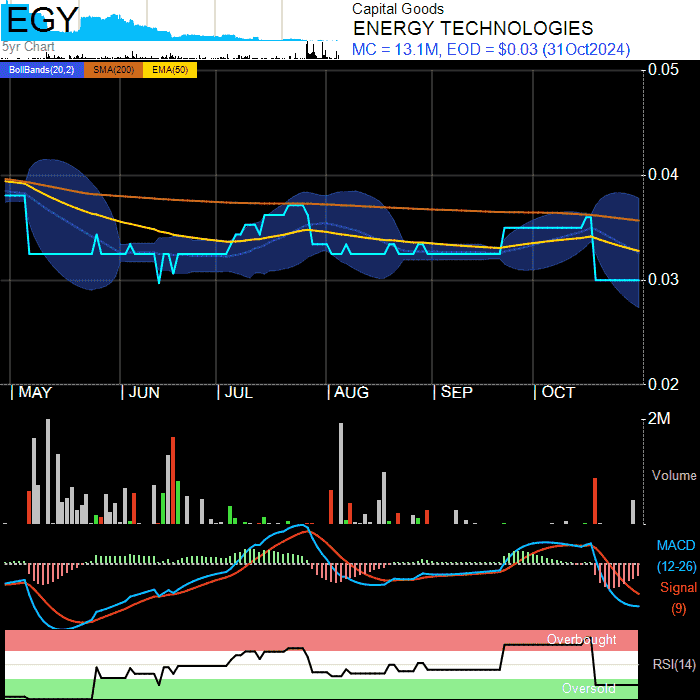 EGY
5yr Chart
Capital Goods
ENERGY TECHNOLOGIES
MC = 13.1M, EOD = $0.03 (31Oct2024)
BollBands(20,2) SMA(200) EMA(50)
0.05
0.04
0.03
0.02
MAY JUN JUL AUG SEP OCT
2M
Volume
MACD
(12-26)
Signal
(9)
Overbought
RSI(14)
Oversold